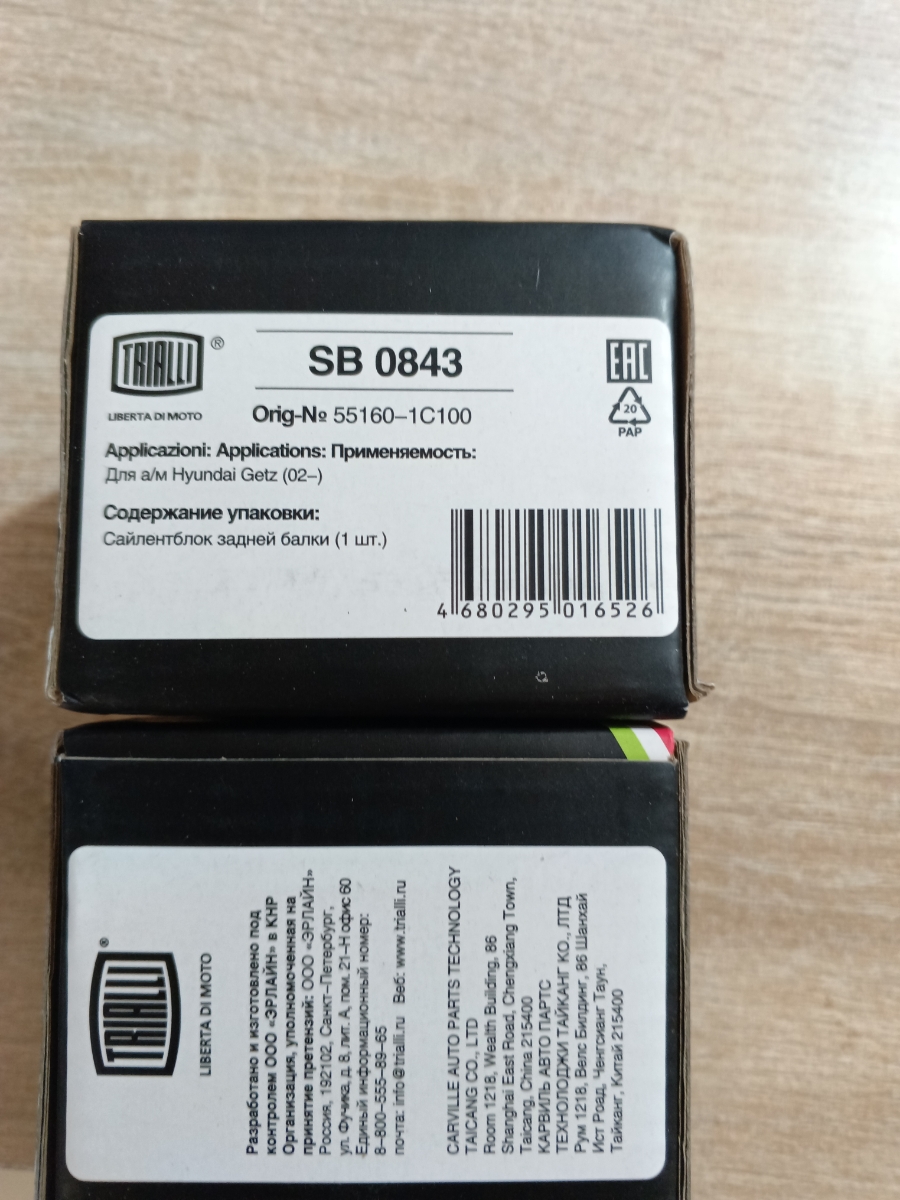 TRIALLI ®
LIBERTA DI MOTO
SB 0843
Orig-№ 55160–1C100
EAC
20
PAP
Applicazioni: Applications: Применяемость:
Для а/м Hyundai Getz (02–)
Содержание упаковки:
Сайлентблок задней балки (1 шт.)
4 680295 016526
TRIALLI ®
LIBERTA DI MOTO
Разработано и изготовлено под
контролем ООО «ЭРЛАЙН» в КНР
Организация, уполномоченная на
принятие претензий: ООО «ЭРЛАЙН»
Россия, 192102, Санкт–Петербург,
ул. Фучика, д. 8, лит. А, пом. 21–Н офис 60
Единый информационный номер:
8–800–555–89–65
почта: info@trialli.ru Веб: www.trialli.ru
CARVILLE AUTO PARTS TECHNOLOGY
TAICANG CO., LTD
Room 1218, Wealth Building, 86
Shanghai East Road, Chengxiang Town,
Taicang, China 215400
КАРВИЛЬ АВТО ПАРТС
ТЕХНОЛОДЖИ ТАЙКАНГ КО., ЛТД
Рум 1218, Велс Билдинг, 86 Шанхай
Ист Роад, Ченгсианг Таун,
Тайканг, Китай 215400